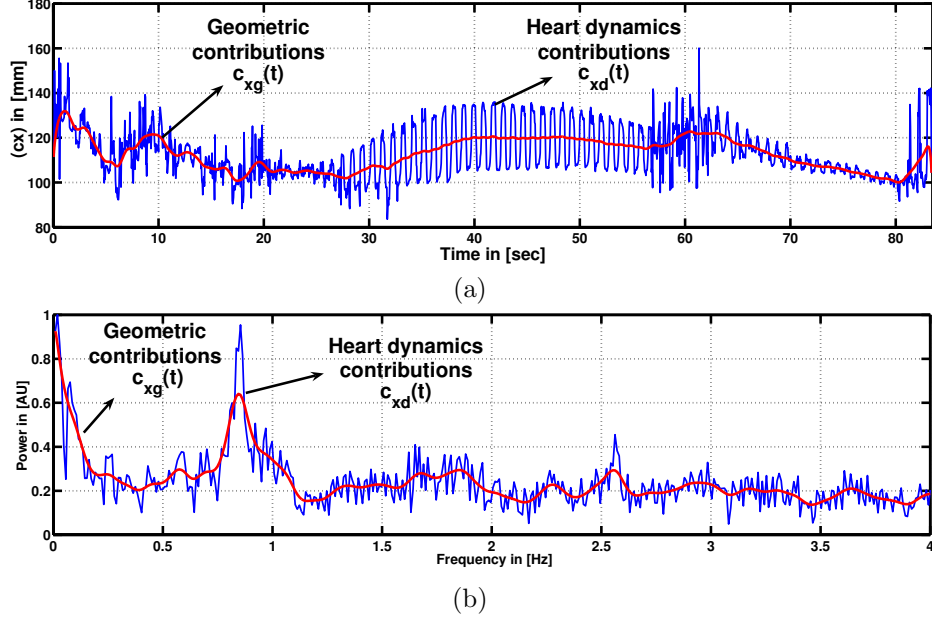 (cx) in [mm]
180
160
140
120
100
80
Geometric
contributions
c_xg(t)
Heart dynamics
contributions
c_xd(t)
0 10 20 30 40 50 60 70 80
Time in [sec]
(a)
Power in [AU]
1
0.8
0.6
0.4
0.2
0
Geometric
contributions
c_xg(t)
Heart dynamics
contributions
c_xd(t)
0 0.5 1 1.5 2 2.5 3 3.5 4
Frequency in [Hz]
(b)